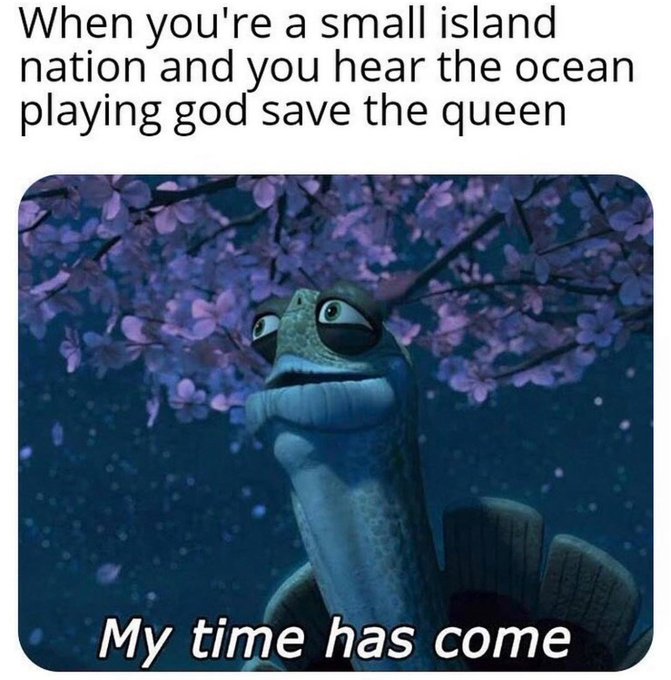 When you're a small island
nation and you hear the ocean
playing god save the queen
My time has come